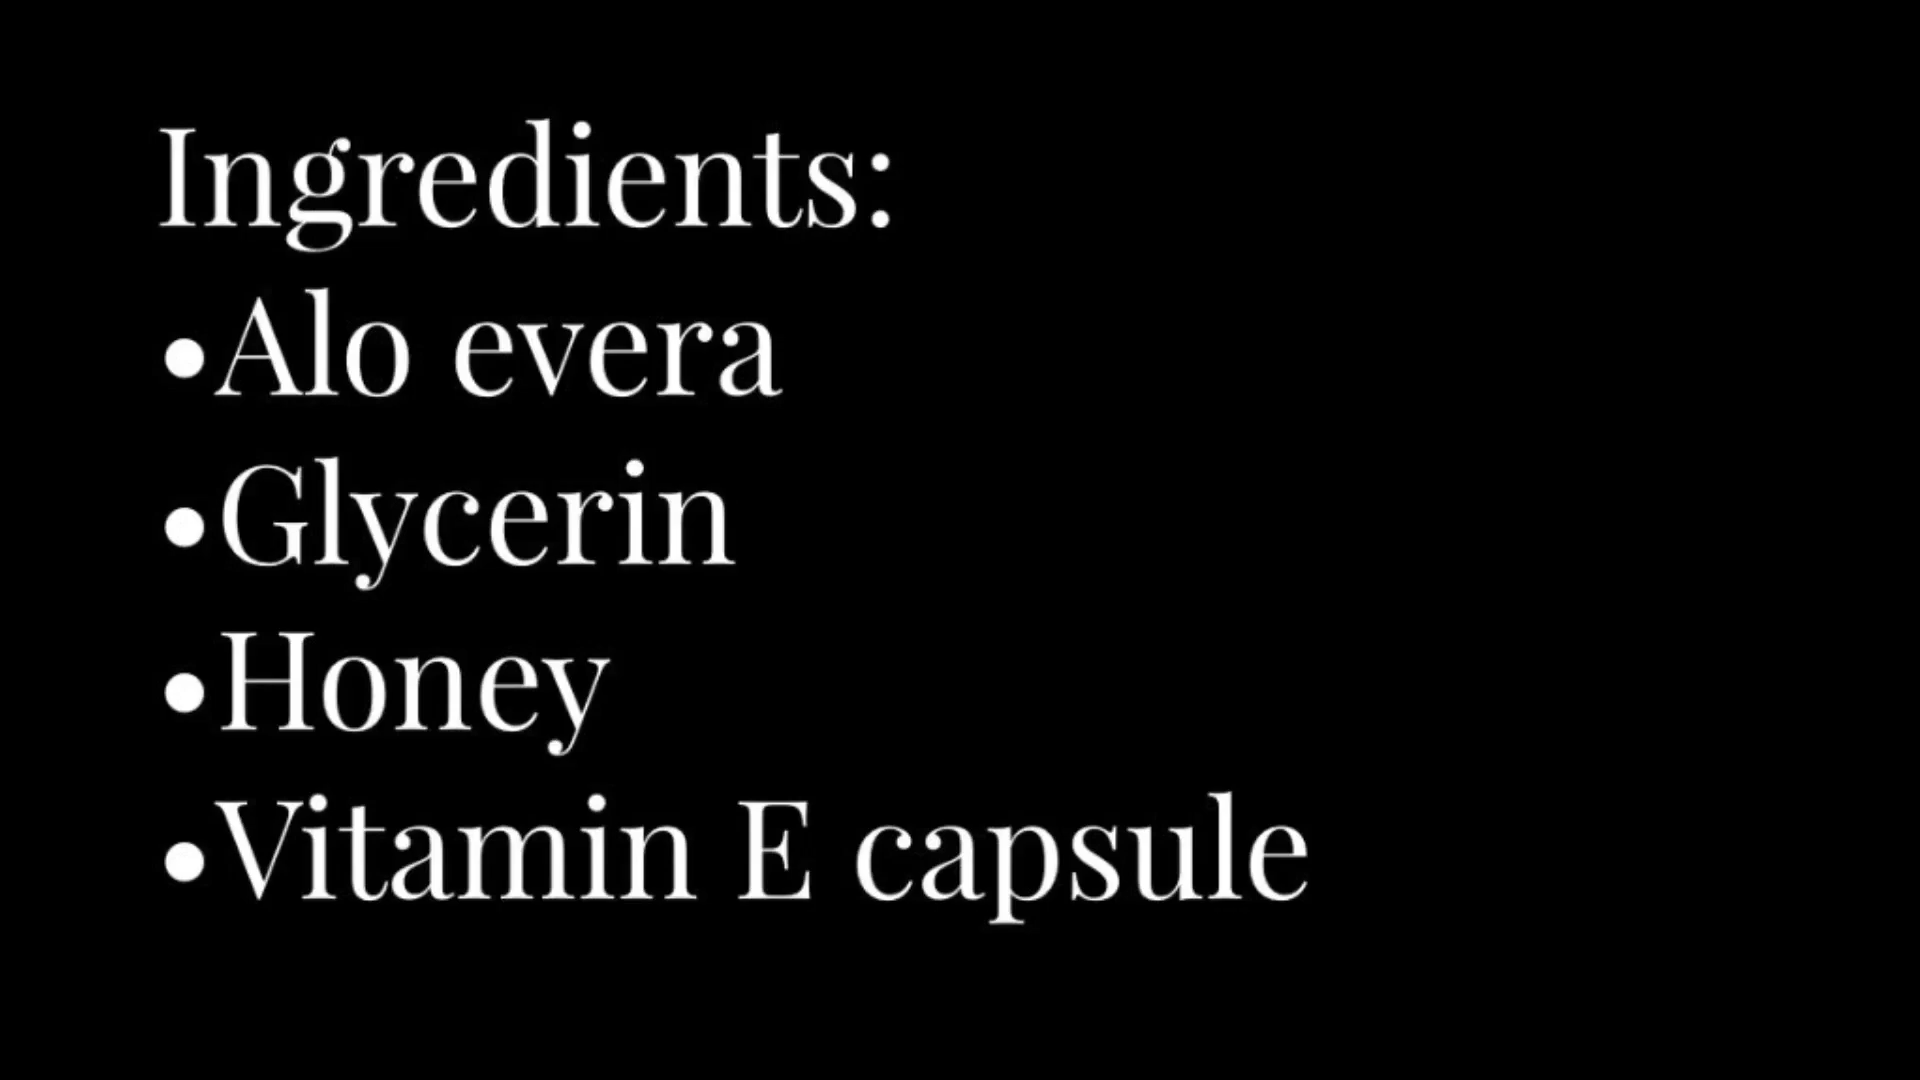 Ingredients:
•Alo evera
•Glycerin
•Honey
•Vitamin E capsule